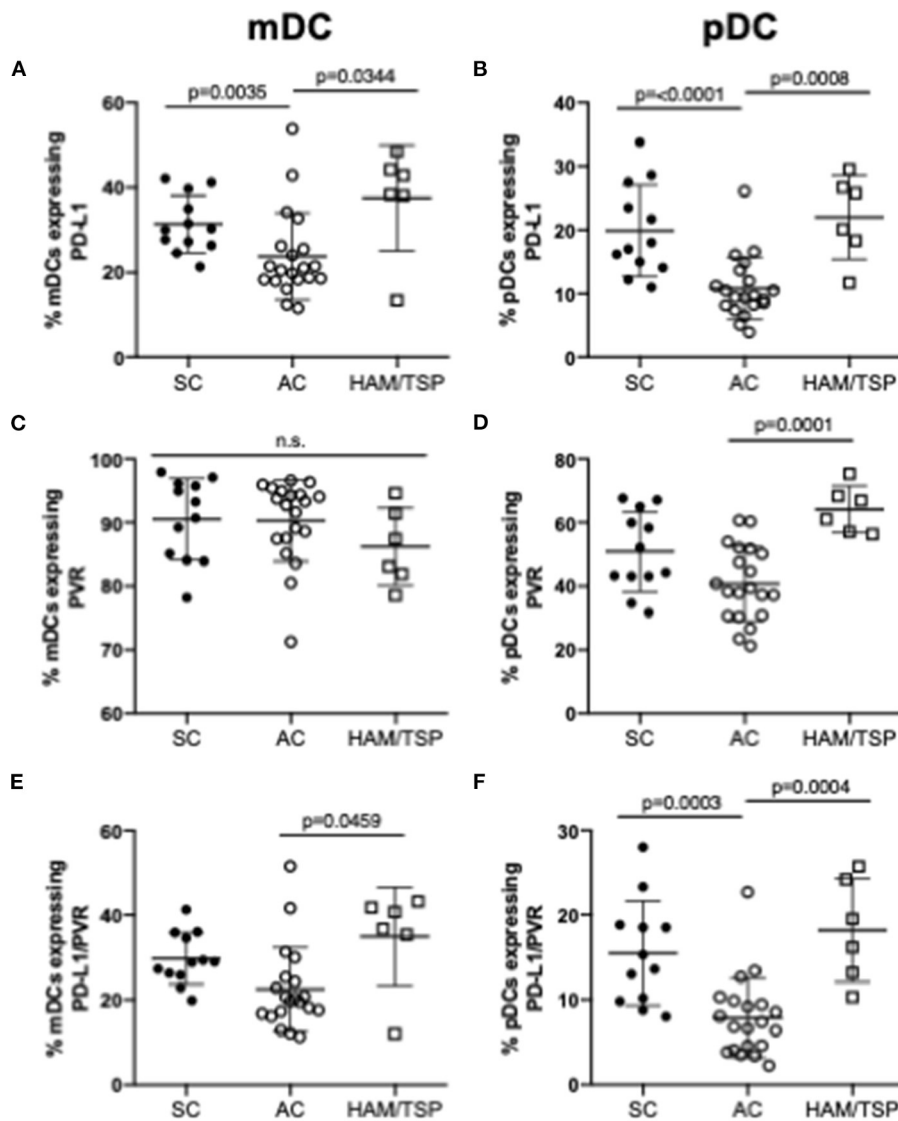 mDC
pDC
A
p=0.0035
p=0.0344
60
40
20
0
% mDCs expressing
PD-L1
SC
AC
HAM/TSP
B
p=<0.0001
p=0.0008
40
30
20
10
0
% pDCs expressing
PD-L1
SC
AC
HAM/TSP
C
n.s.
100
90
80
70
60
% mDCs expressing
PVR
SC
AC
HAM/TSP
D
p=0.0001
80
60
40
20
0
% pDCs expressing
PVR
SC
AC
HAM/TSP
E
p=0.0459
60
40
20
0
% mDCs expressing
PD-L1/PVR
SC
AC
HAM/TSP
F
p=0.0003
p=0.0004
30
20
10
0
% pDCs expressing
PD-L1/PVR
SC
AC
HAM/TSP